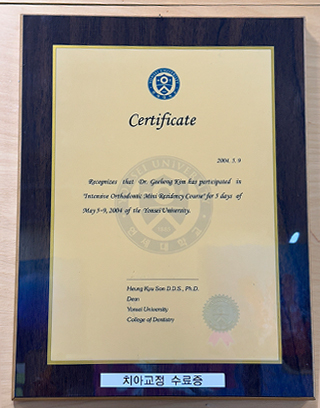 Certificate
2004. 5. 9
Recognizes that Dr. Gaehong Kim has participated in
"Intensive Orthodontic Mini Residency Course" for 5 days of
May 5-9, 2004 of the Yonsei University.
Heung Kyu Son D.D.S., Ph.D.
Dean
Yonsei University
College of Dentistry
치아교정 수료증